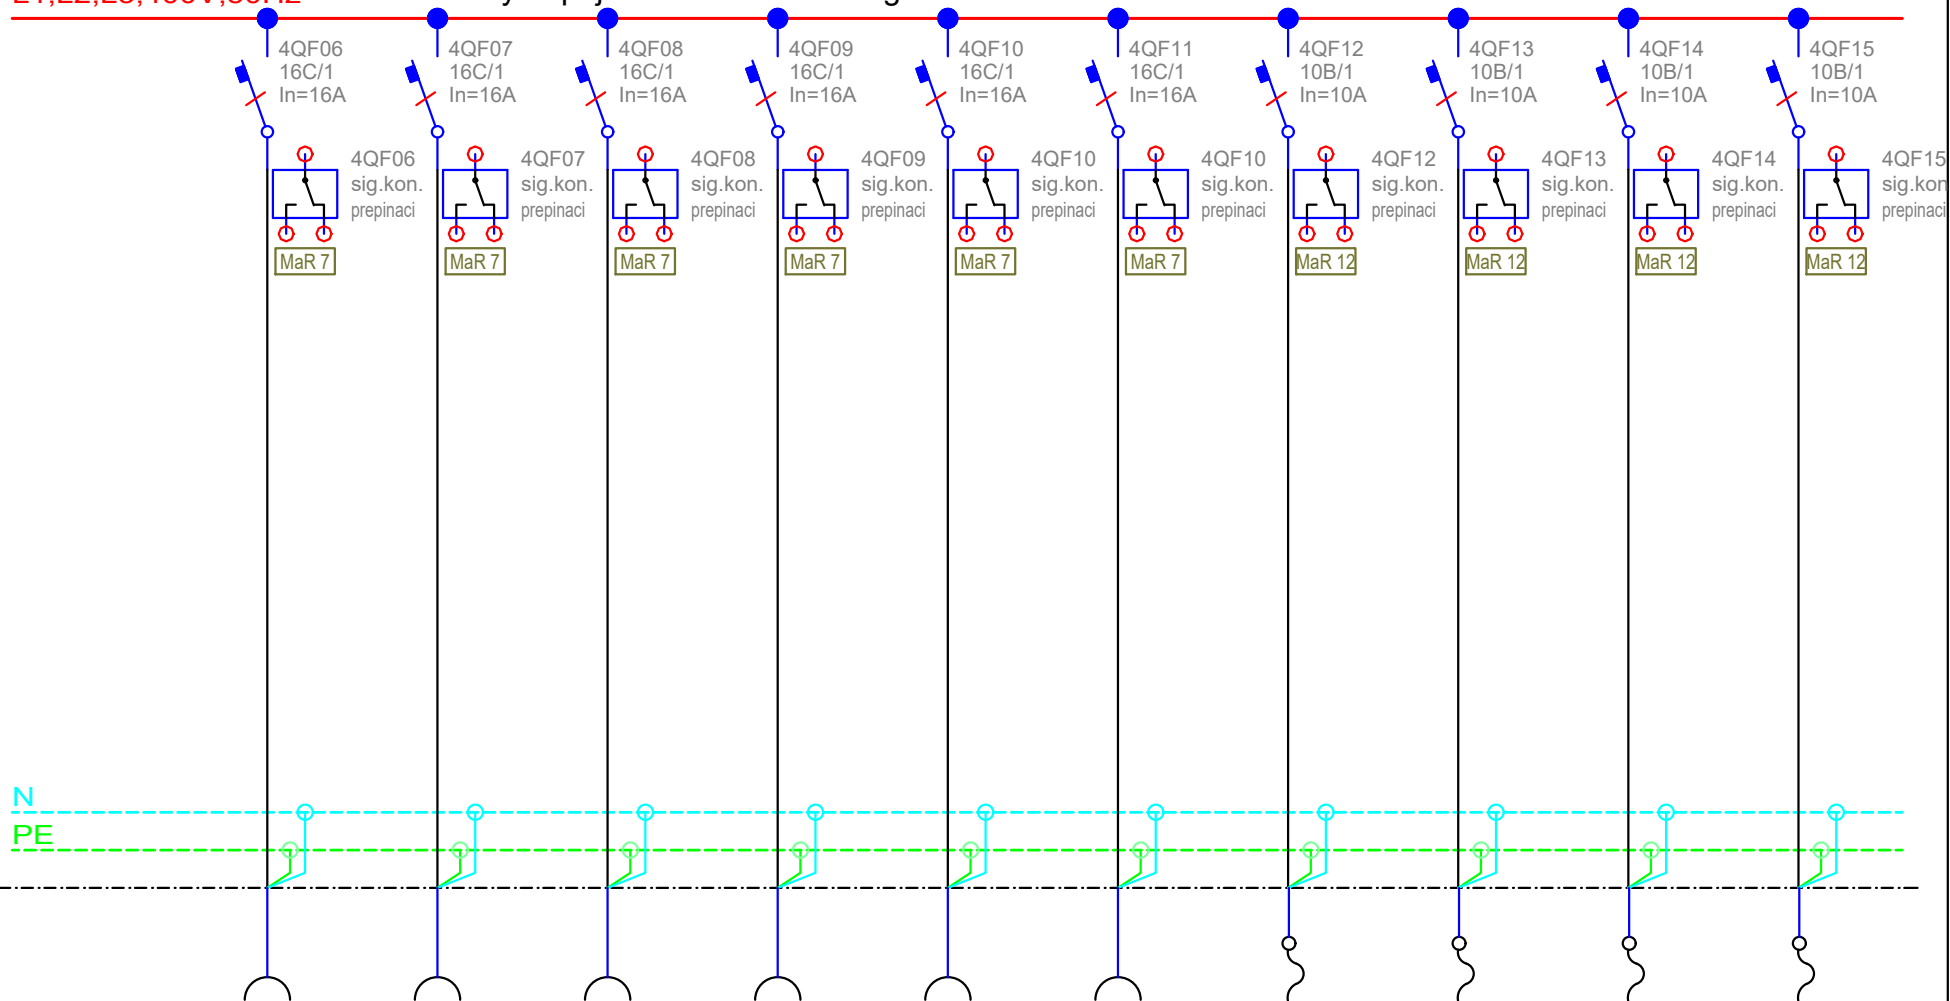 4QF06
16C/1
In=16A
4QF07
16C/1
In=16A
4QF08
16C/1
In=16A
4QF09
16C/1
In=16A
4QF10
16C/1
In=16A
4QF11
16C/1
In=16A
4QF12
10B/1
In=10A
4QF13
10B/1
In=10A
4QF14
10B/1
In=10A
4QF15
10B/1
In=10A
4QF06
sig.kon.
prepinaci
MaR 7
4QF07
sig.kon.
prepinaci
MaR 7
4QF08
sig.kon.
prepinaci
MaR 7
4QF09
sig.kon.
prepinaci
MaR 7
4QF10
sig.kon.
prepinaci
MaR 7
4QF10
sig.kon.
prepinaci
MaR 7
4QF12
sig.kon.
prepinaci
MaR 12
4QF13
sig.kon.
prepinaci
MaR 12
4QF14
sig.kon.
prepinaci
MaR 12
4QF15
sig.kon
prepinaci
MaR 12
N
PE